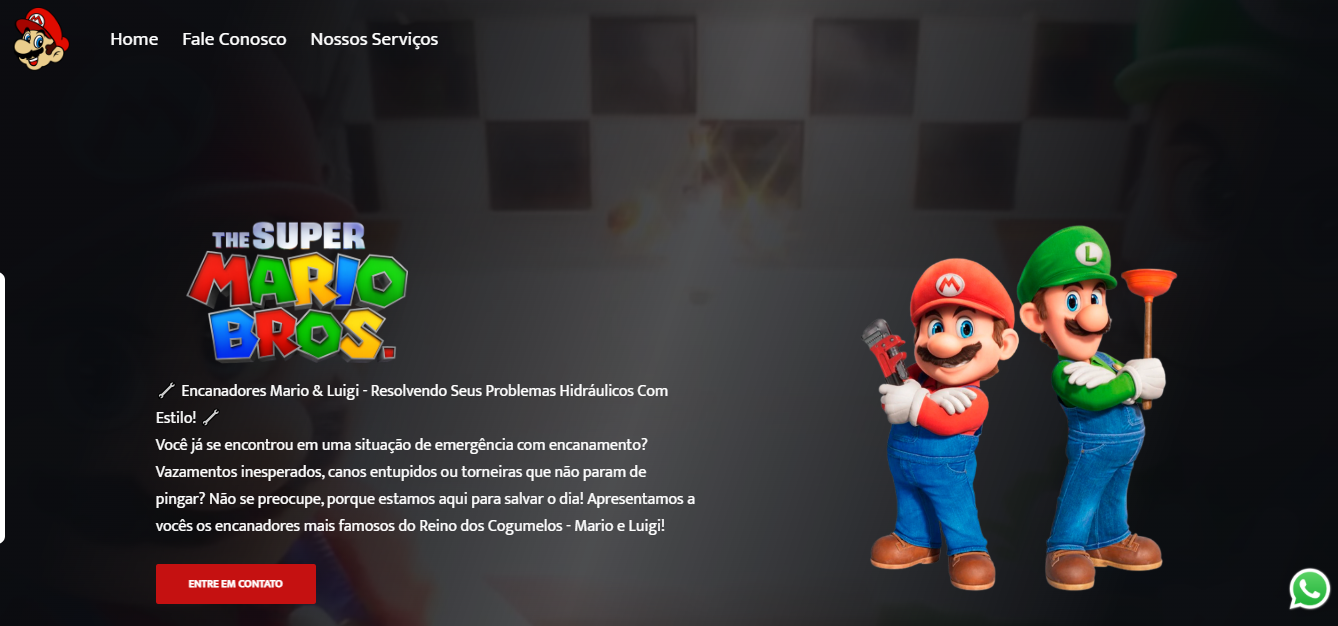 Home Fale Conosco Nossos Serviços
THE SUPER
MARIO
BROS.
Encanadores Mario & Luigi - Resolvendo Seus Problemas Hidráulicos Com
Estilo!
Você já se encontrou em uma situação de emergência com encanamento?
Vazamentos inesperados, canos entupidos ou torneiras que não param de
pingar? Não se preocupe, porque estamos aqui para salvar o dia! Apresentamos a
vocês os encanadores mais famosos do Reino dos Cogumelos - Mario e Luigi!
ENTRE EM CONTATO
M
L